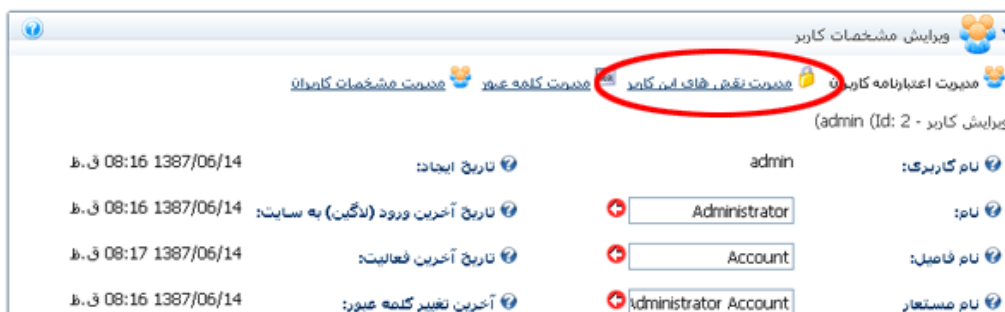 ویرایش مشخصات کاربر
مدیریت اعتبارنامه کاربران مدیریت نقش های این کاربر مدیریت کلمه عبور مدیریت مشخصات کاربران
ویرایش کاربر - admin (Id: 2)
نام کاربری: admin تاریخ ایجاد: 1387/06/14 08:16 ق.ظ
نام: Administrator تاریخ آخرین ورود (لاگین) به سایت: 1387/06/14 08:16 ق.ظ
نام فامیل: Account تاریخ آخرین فعالیت: 1387/06/14 08:17 ق.ظ
نام مستعار Administrator Account آخرین تغییر کلمه عبور: 1387/06/14 08:16 ق.ظ